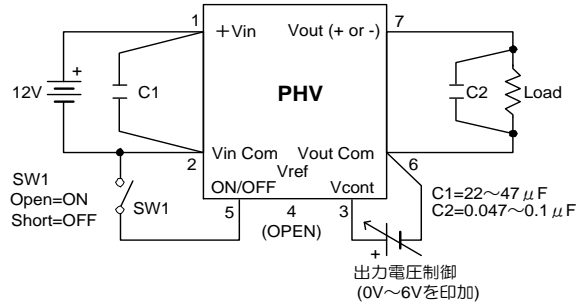 1
7
+Vin
Vout (+ or -)
+
12V
C1
PHV
C2
Load
Vin Com
Vout Com
2
6
Vref
SW1
Open=ON
Short=OFF
SW1
ON/OFF
Vcont
5
4
3
(OPEN)
C1=22～47μF
C2=0.047～0.1μF
+
出力電圧制御
(0V～6Vを印加)